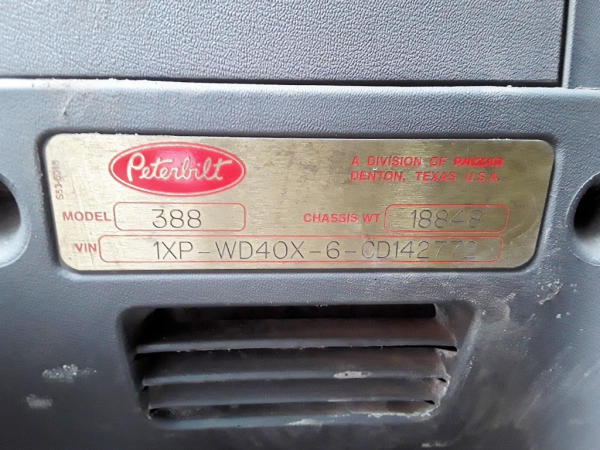 Peterbilt
A DIVISION OF PACCAR
DENTON, TEXAS U.S.A.
MODEL 388 CHASSIS WT 18848
VIN 1XP-WD40X-6-CD142772